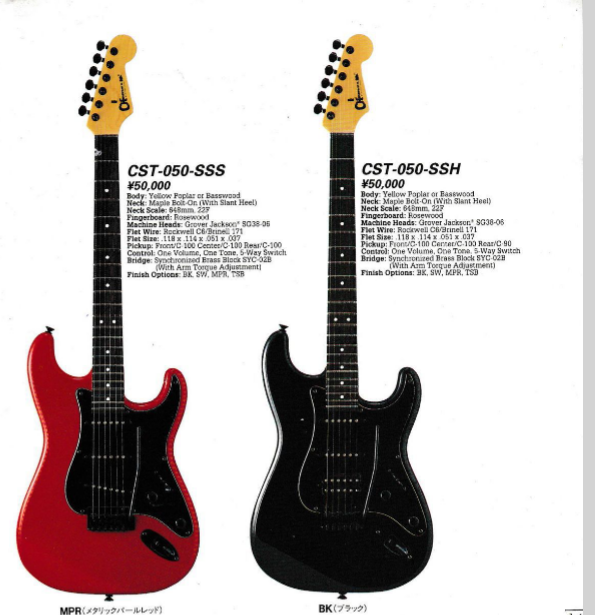 CST-050-SSS
¥50,000
Body: Yellow Poplar or Basswood
Neck: Maple Bolt-On (With Slant Heel)
Neck Scale: 648mm, 22F
Fingerboard: Rosewood
Machine Heads: Grover Jackson® SG38-06
Flet Wire: Rockwell C6/Brinell 171
Flet Size: .118 x .114 x .051 x .037
Pickup: Front/C-100 Center/C-100 Rear/C-100
Control: One Volume, One Tone, 5-Way Switch
Bridge: Synchronized Brass Block SYC-02B
(With Arm Torque Adjustment)
Finish Options: BK, SW, MPR, TSB
CST-050-SSH
¥50,000
Body: Yellow Poplar or Basswood
Neck: Maple Bolt-On (With Slant Heel)
Neck Scale: 648mm, 22F
Fingerboard: Rosewood
Machine Heads: Grover Jackson® SG38-06
Flet Wire: Rockwell C6/Brinell 171
Flet Size: .118 x .114 x .051 x .037
Pickup: Front/C-100 Center/C-100 Rear/C-90
Control: One Volume, One Tone, 5-Way Switch
Bridge: Synchronized Brass Block SYC-02B
(With Arm Torque Adjustment)
Finish Options: BK, SW, MPR, TSB
MPR(メタリックパールレッド)
BK(ブラック)